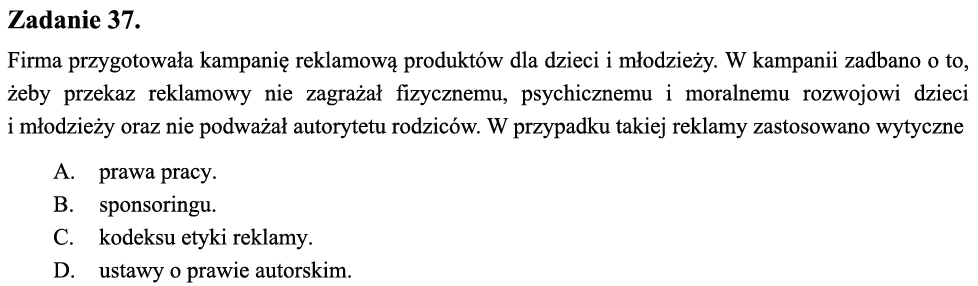 Zadanie 37.
Firma przygotowała kampanię reklamową produktów dla dzieci i młodzieży. W kampanii zadbano o to,
żeby przekaz reklamowy nie zagrażał fizycznemu, psychicznemu i moralnemu rozwojowi dzieci
i młodzieży oraz nie podważał autorytetu rodziców. W przypadku takiej reklamy zastosowano wytyczne
A. prawa pracy.
B. sponsoringu.
C. kodeksu etyki reklamy.
D. ustawy o prawie autorskim.